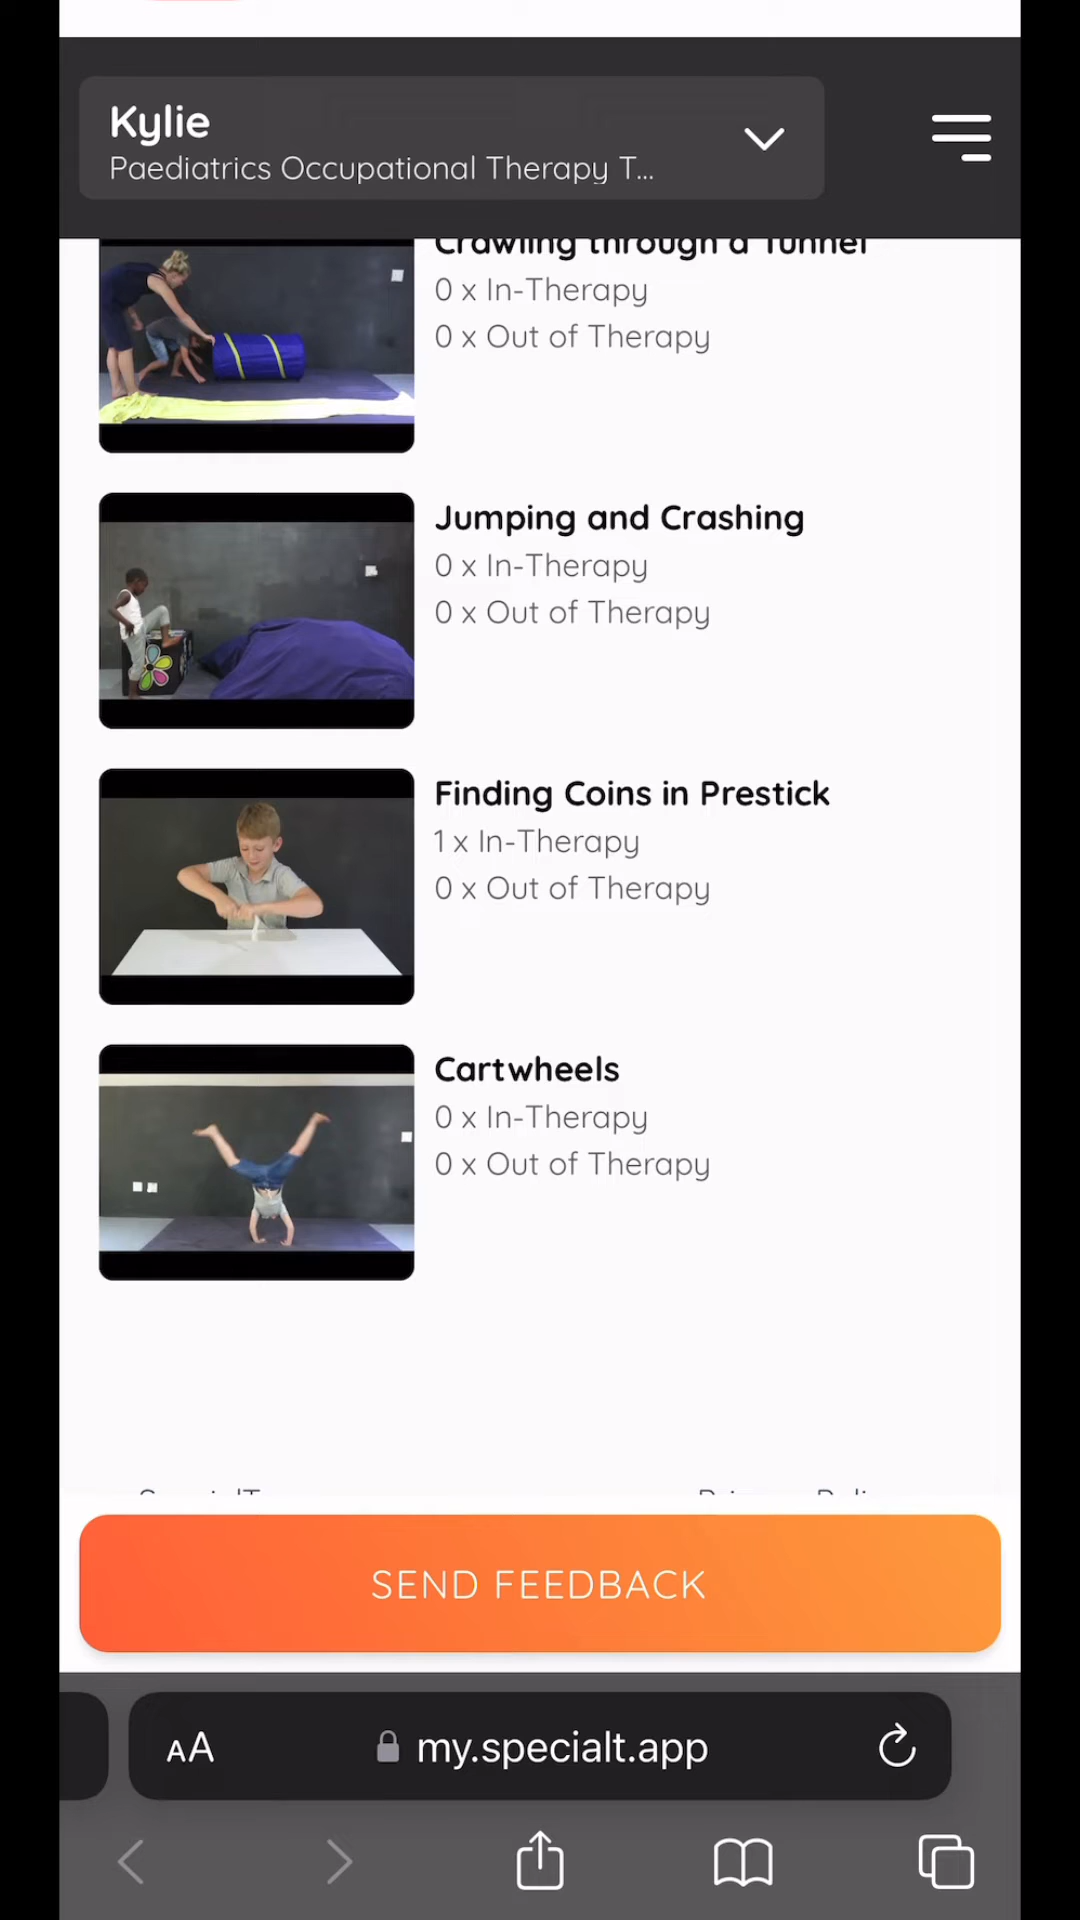 Kylie
Paediatrics Occupational Therapy T...
Crawling through a Tunnel
0 x In-Therapy
0 x Out of Therapy
Jumping and Crashing
0 x In-Therapy
0 x Out of Therapy
Finding Coins in Prestick
1 x In-Therapy
0 x Out of Therapy
Cartwheels
0 x In-Therapy
0 x Out of Therapy
SEND FEEDBACK
AA my.specialt.app